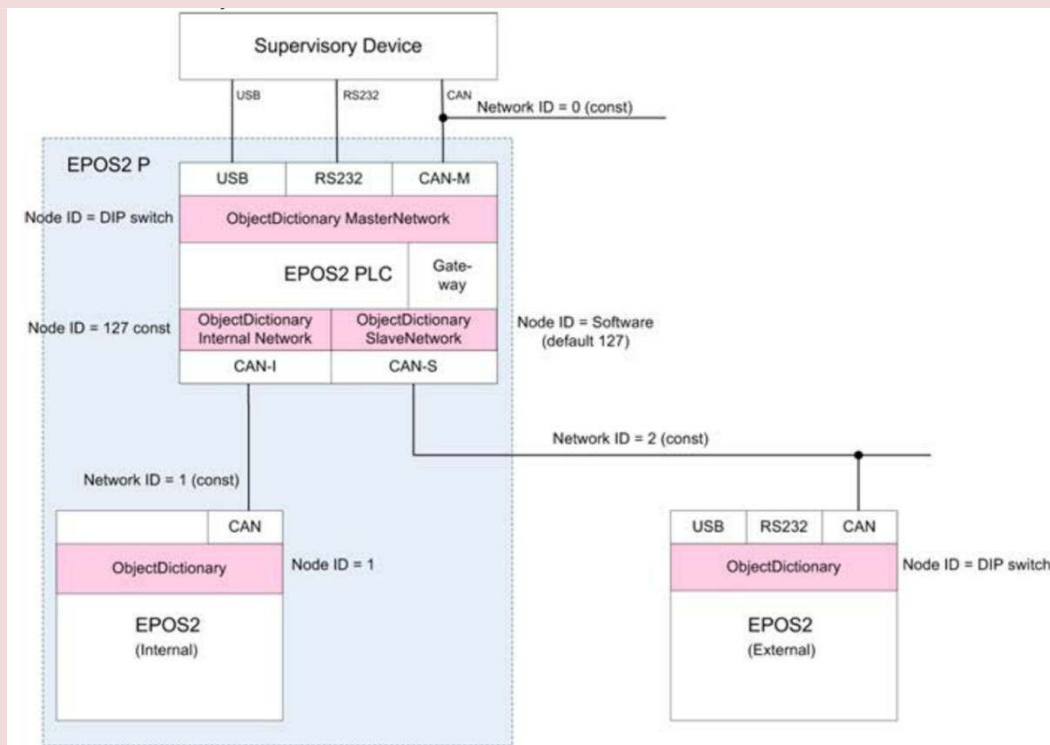 Supervisory Device
USB
RS232
CAN
Network ID = 0 (const)
EPOS2 P
USB
RS232
CAN-M
Node ID = DIP switch
ObjectDictionary MasterNetwork
EPOS2 PLC
Gate-
way
Node ID = 127 const
ObjectDictionary
Internal Network
ObjectDictionary
SlaveNetwork
Node ID = Software
(default 127)
CAN-I
CAN-S
Network ID = 2 (const)
Network ID = 1 (const)
CAN
ObjectDictionary
Node ID = 1
EPOS2
(Internal)
USB
RS232
CAN
ObjectDictionary
Node ID = DIP switch
EPOS2
(External)